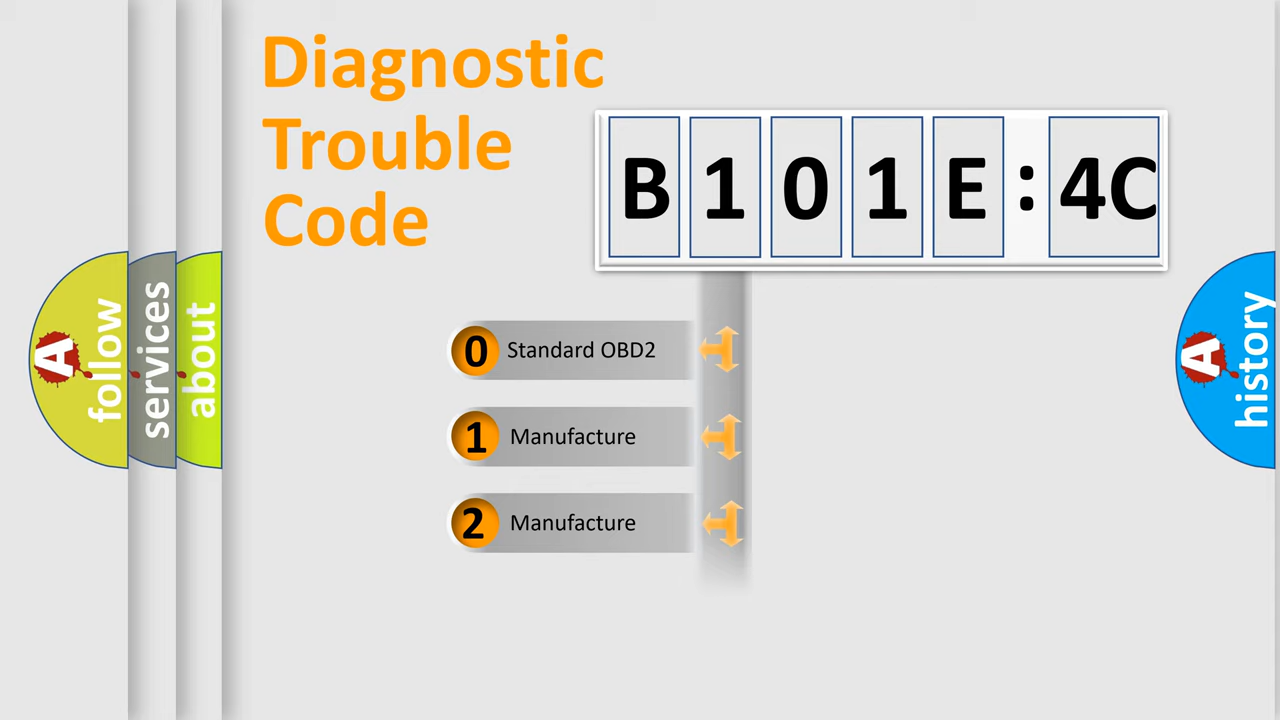 Diagnostic
Trouble
Code
B 1 0 1 E : 4C
0 Standard OBD2
1 Manufacture
2 Manufacture
A follow
services
about
A history